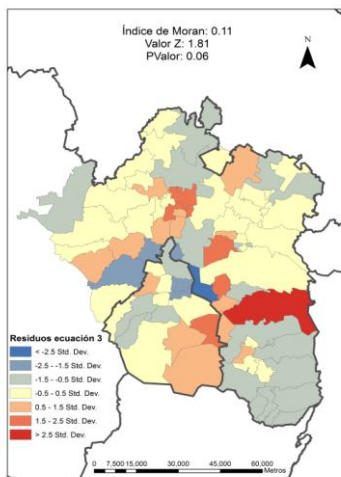 Índice de Moran: 0.11
Valor Z: 1.81
PValor: 0.06
N
Residuos ecuación 3
< -2.5 Std. Dev.
-2.5 - -1.5 Std. Dev.
-1.5 - -0.5 Std. Dev.
-0.5 - 0.5 Std. Dev.
0.5 - 1.5 Std. Dev.
1.5 - 2.5 Std. Dev.
> 2.5 Std. Dev.
0 7,500 15,000 30,000 45,000 60,000
Metros